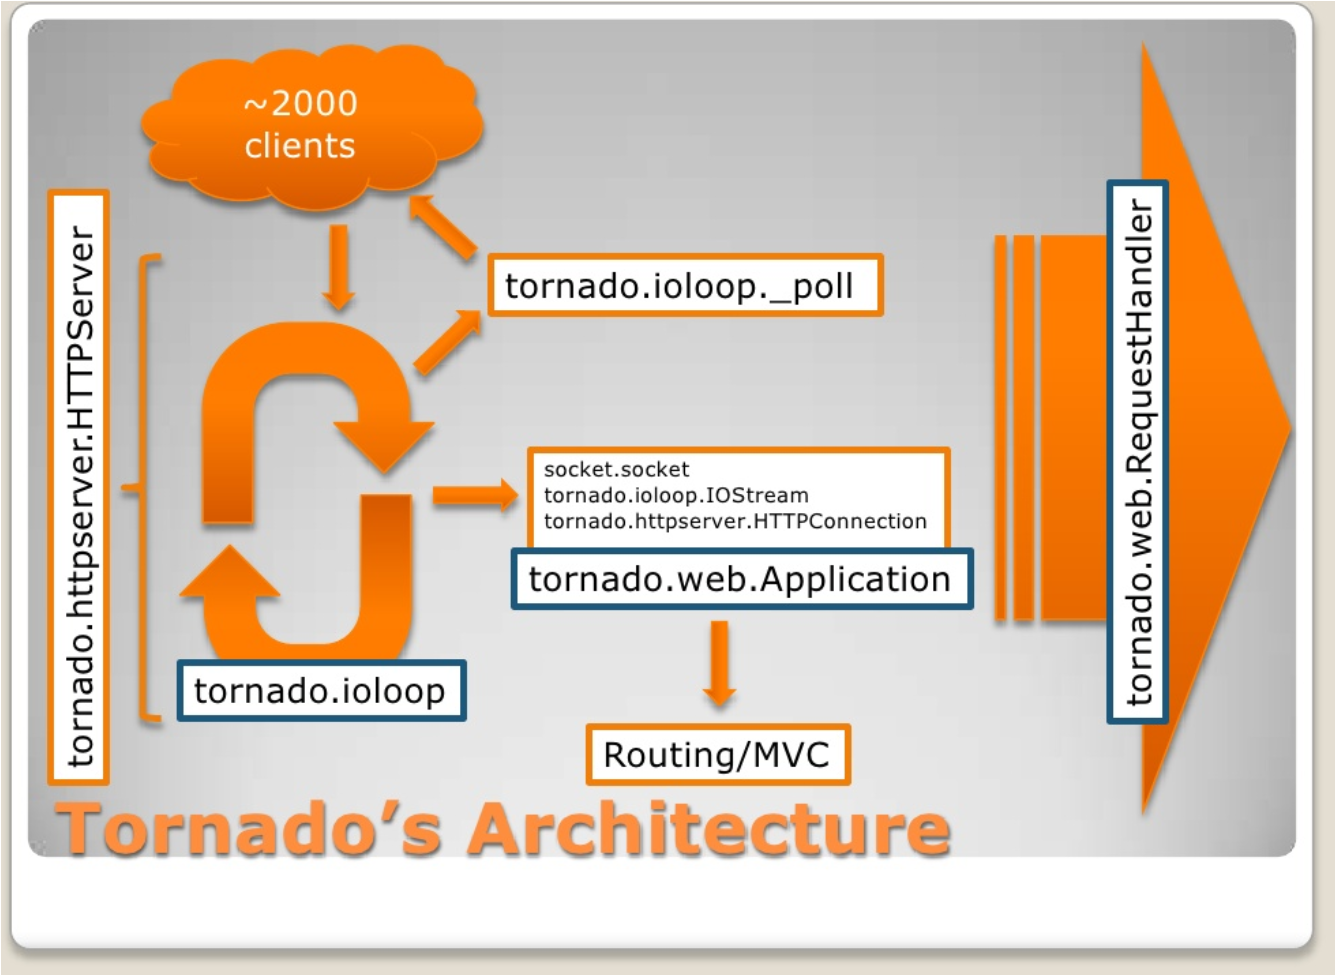 ~2000
clients
tornado.httpserver.HTTPServer
tornado.ioloop._poll
socket.socket
tornado.ioloop.IOStream
tornado.httpserver.HTTPConnection
tornado.web.Application
tornado.ioloop
Routing/MVC
tornado.web.RequestHandler
Tornado’s Architecture